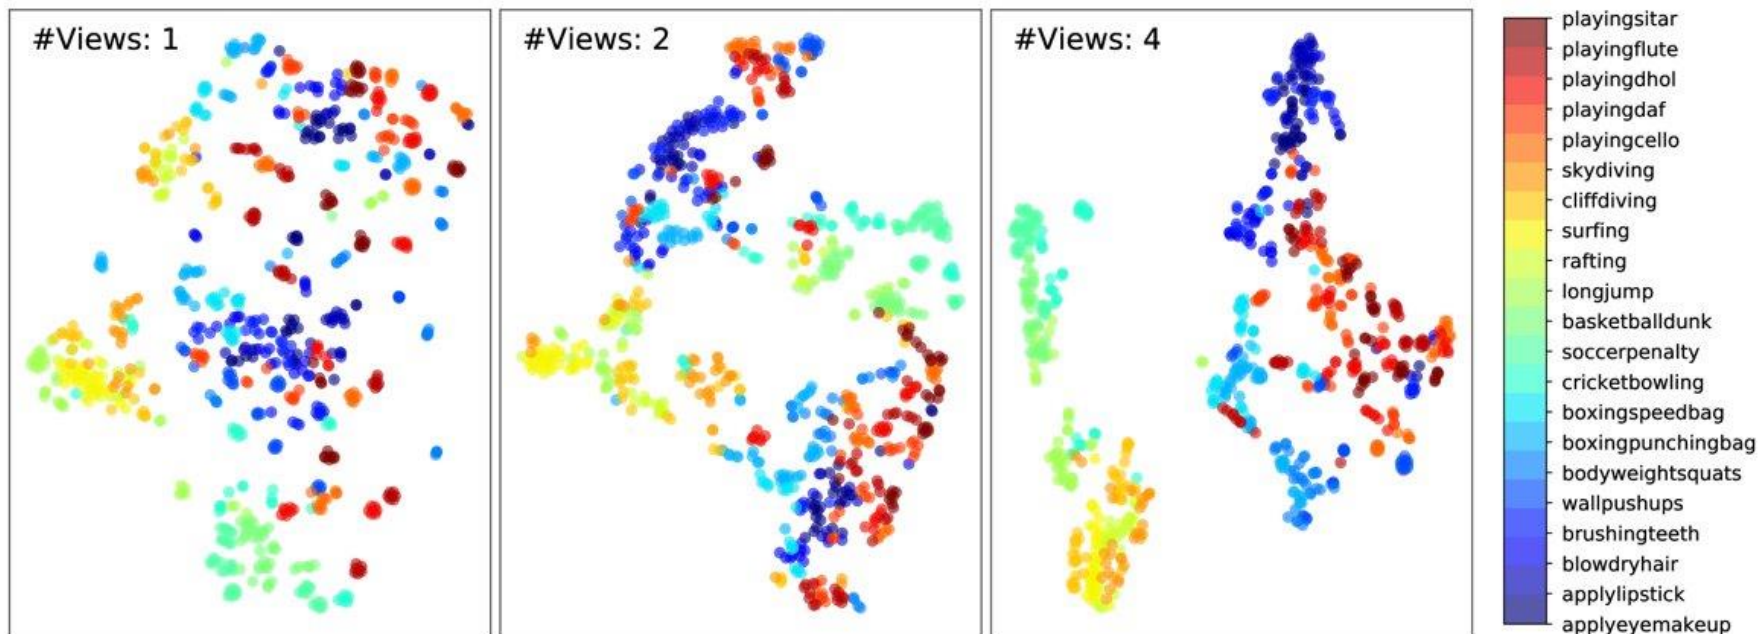 #Views: 1
#Views: 2
#Views: 4
playingsitar
playingflute
playingdhol
playingdaf
playingcello
skydiving
cliffdiving
surfing
rafting
longjump
basketballdunk
soccerpenalty
cricketbowling
boxingspeedbag
boxingpunchingbag
bodyweightsquats
wallpushups
brushingteeth
blowdryhair
applylipstick
applyeyemakeup